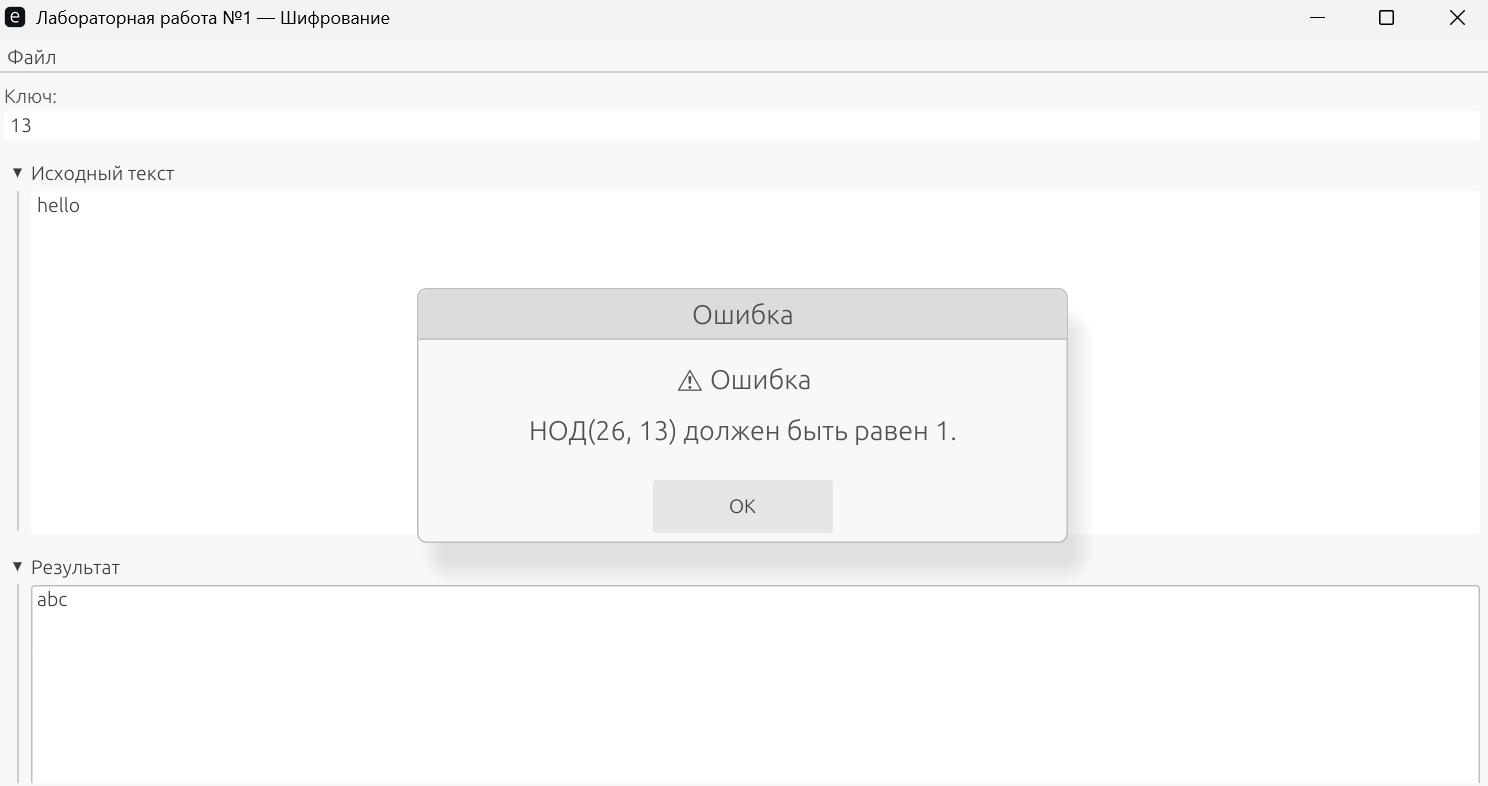 Лабораторная работа №1 — Шифрование
Файл
Ключ:
13
Исходный текст
hello
Ошибка
⚠ Ошибка
НОД(26, 13) должен быть равен 1.
ОК
Результат
abc